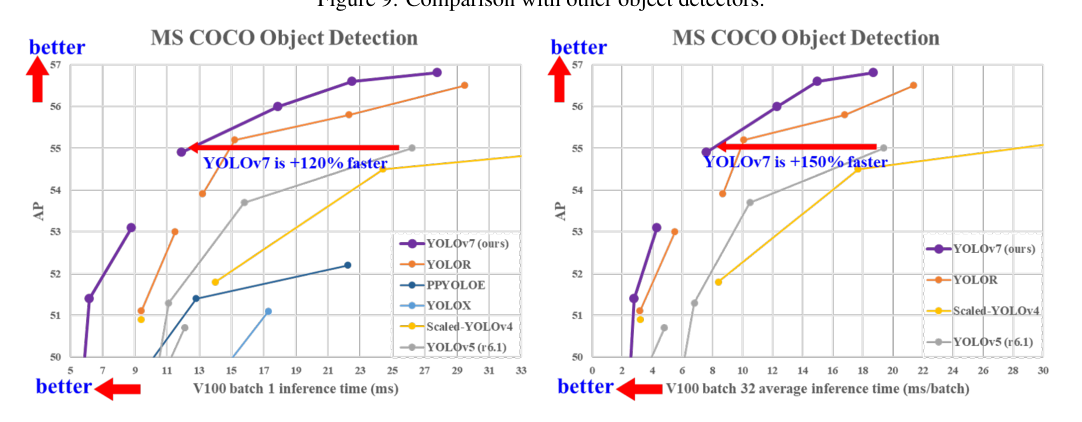 Figure 9: Comparison with other object detectors.
MS COCO Object Detection
better
57
56
55
54
53
52
51
50
AP
YOLOv7 is +120% faster
YOLOv7 (ours)
YOLOR
PPYOLOE
YOLOX
Scaled-YOLOv4
YOLOv5 (r6.1)
5 7 9 11 13 15 17 19 21 23 25 27 29 31 33
better
V100 batch 1 inference time (ms)
MS COCO Object Detection
better
57
56
55
54
53
52
51
50
AP
YOLOv7 is +150% faster
YOLOv7 (ours)
YOLOR
Scaled-YOLOv4
YOLOv5 (r6.1)
0 2 4 6 8 10 12 14 16 18 20 22 24 26 28 30
better
V100 batch 32 average inference time (ms/batch)